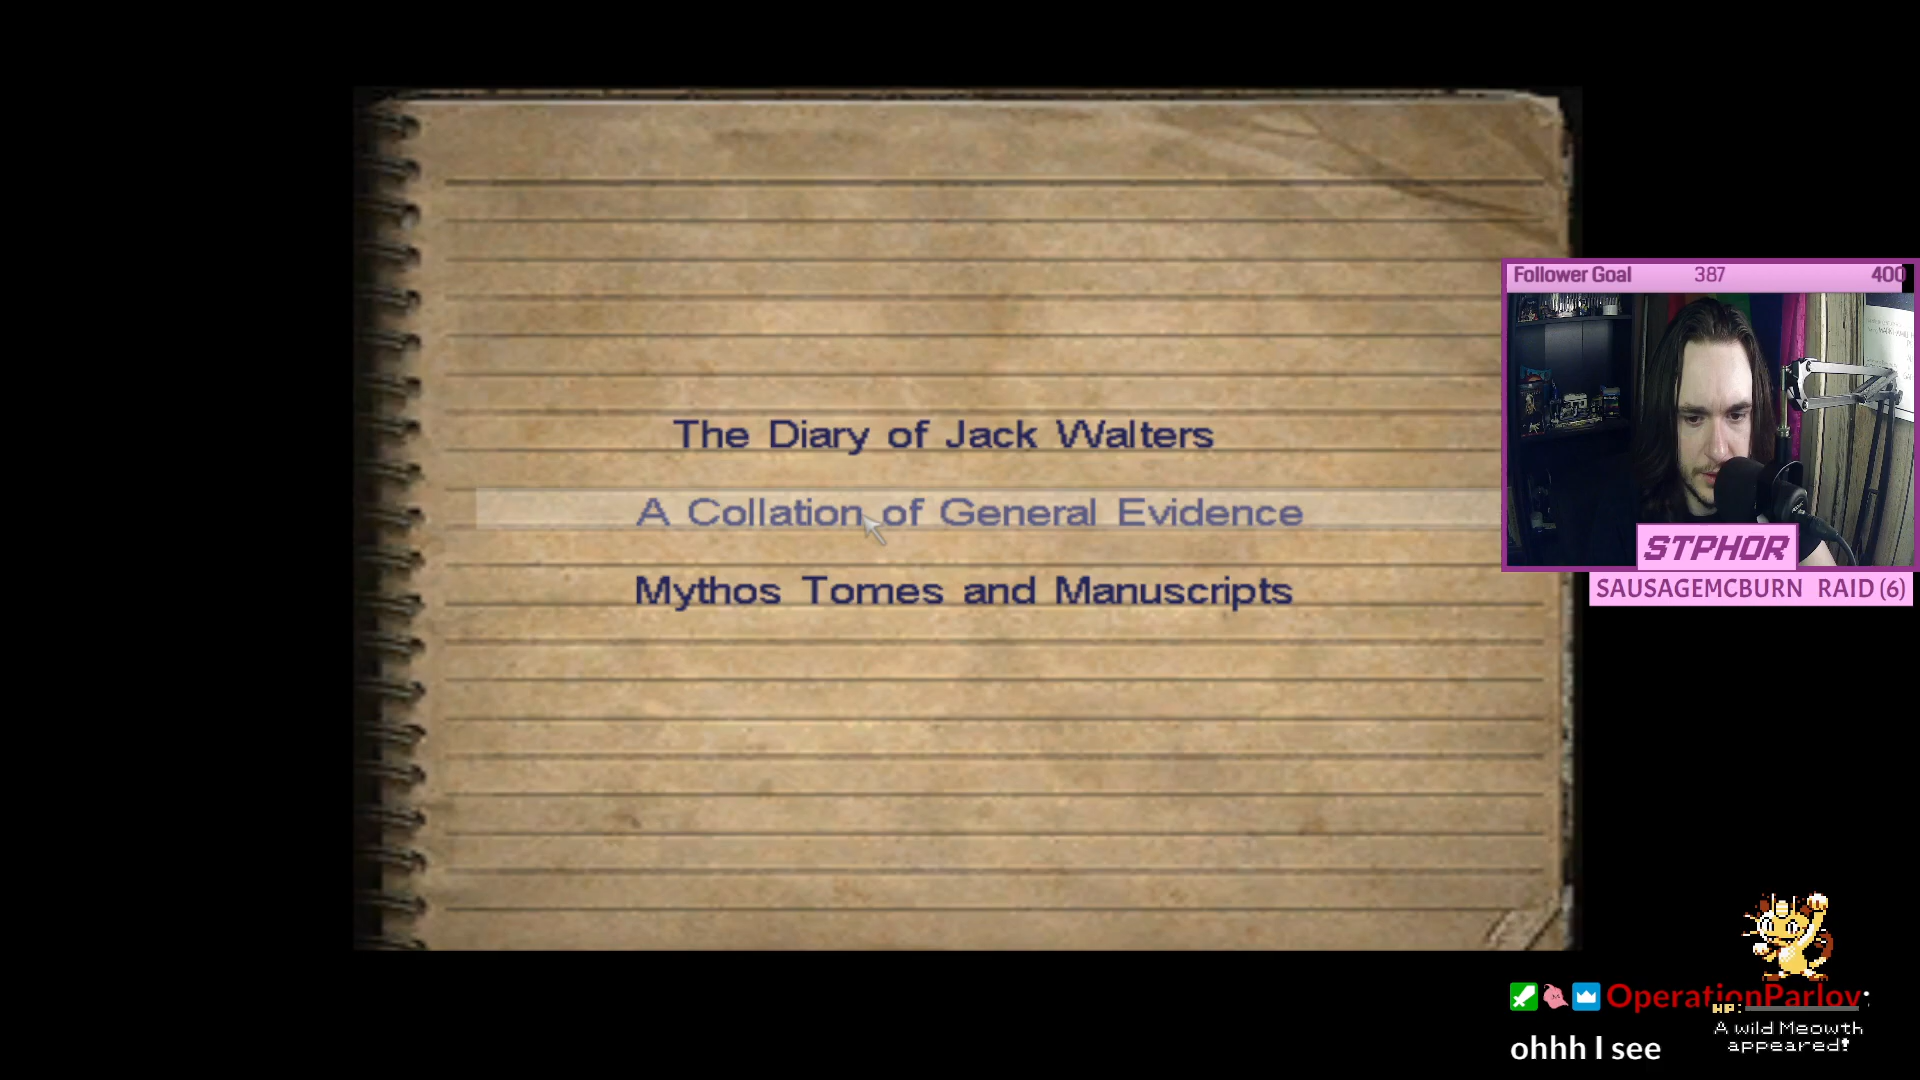 The Diary of Jack Walters
A Collation of General Evidence
Mythos Tomes and Manuscripts
Follower Goal 387 400
STPHOR
SAUSAGEMCBURN RAID (6)
OperationParlov:
ohhh I see
HP:
A wild Meowth
appeared!